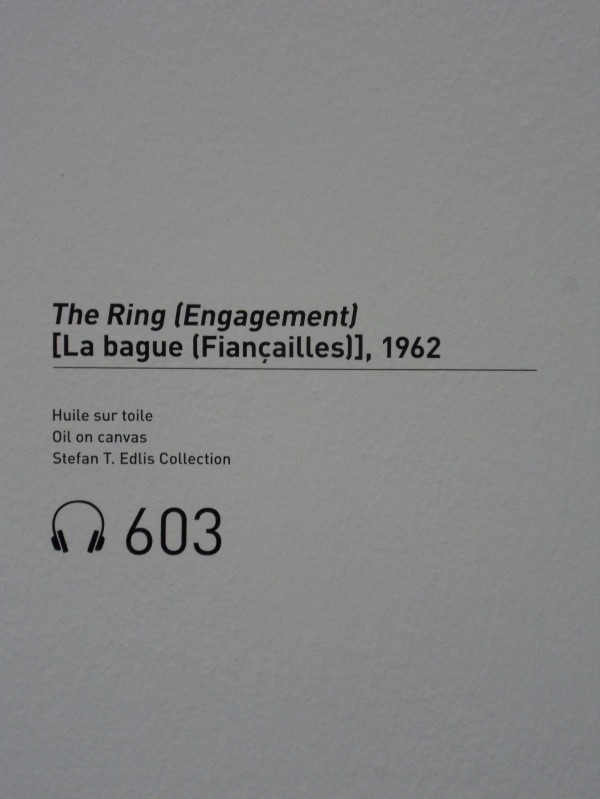 The Ring (Engagement)
[La bague (Fiançailles)], 1962
Huile sur toile
Oil on canvas
Stefan T. Edlis Collection
603